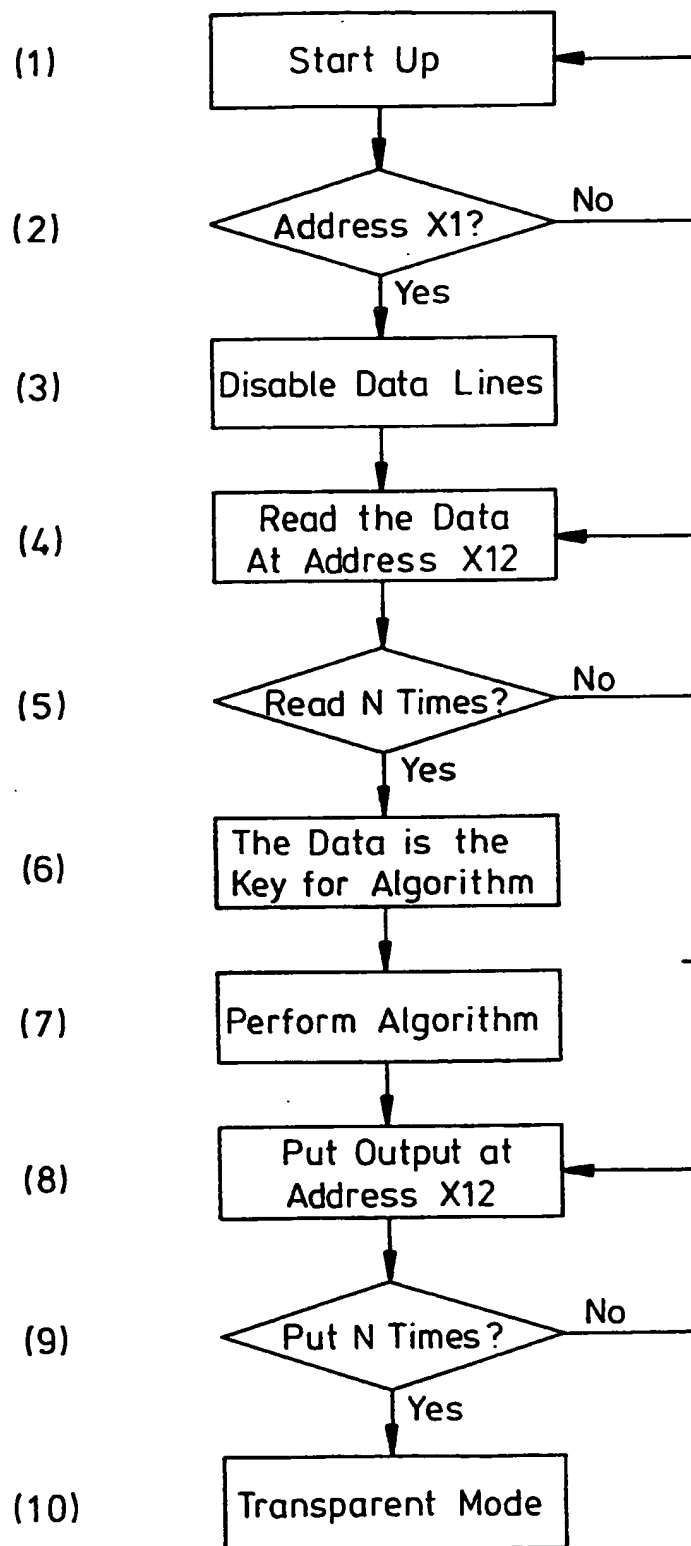 (1) Start Up
(2) Address X1? No
Yes
(3) Disable Data Lines
(4) Read the Data
At Address X12
(5) Read N Times? No
Yes
(6) The Data is the
Key for Algorithm
(7) Perform Algorithm
(8) Put Output at
Address X12
(9) Put N Times? No
Yes
(10) Transparent Mode